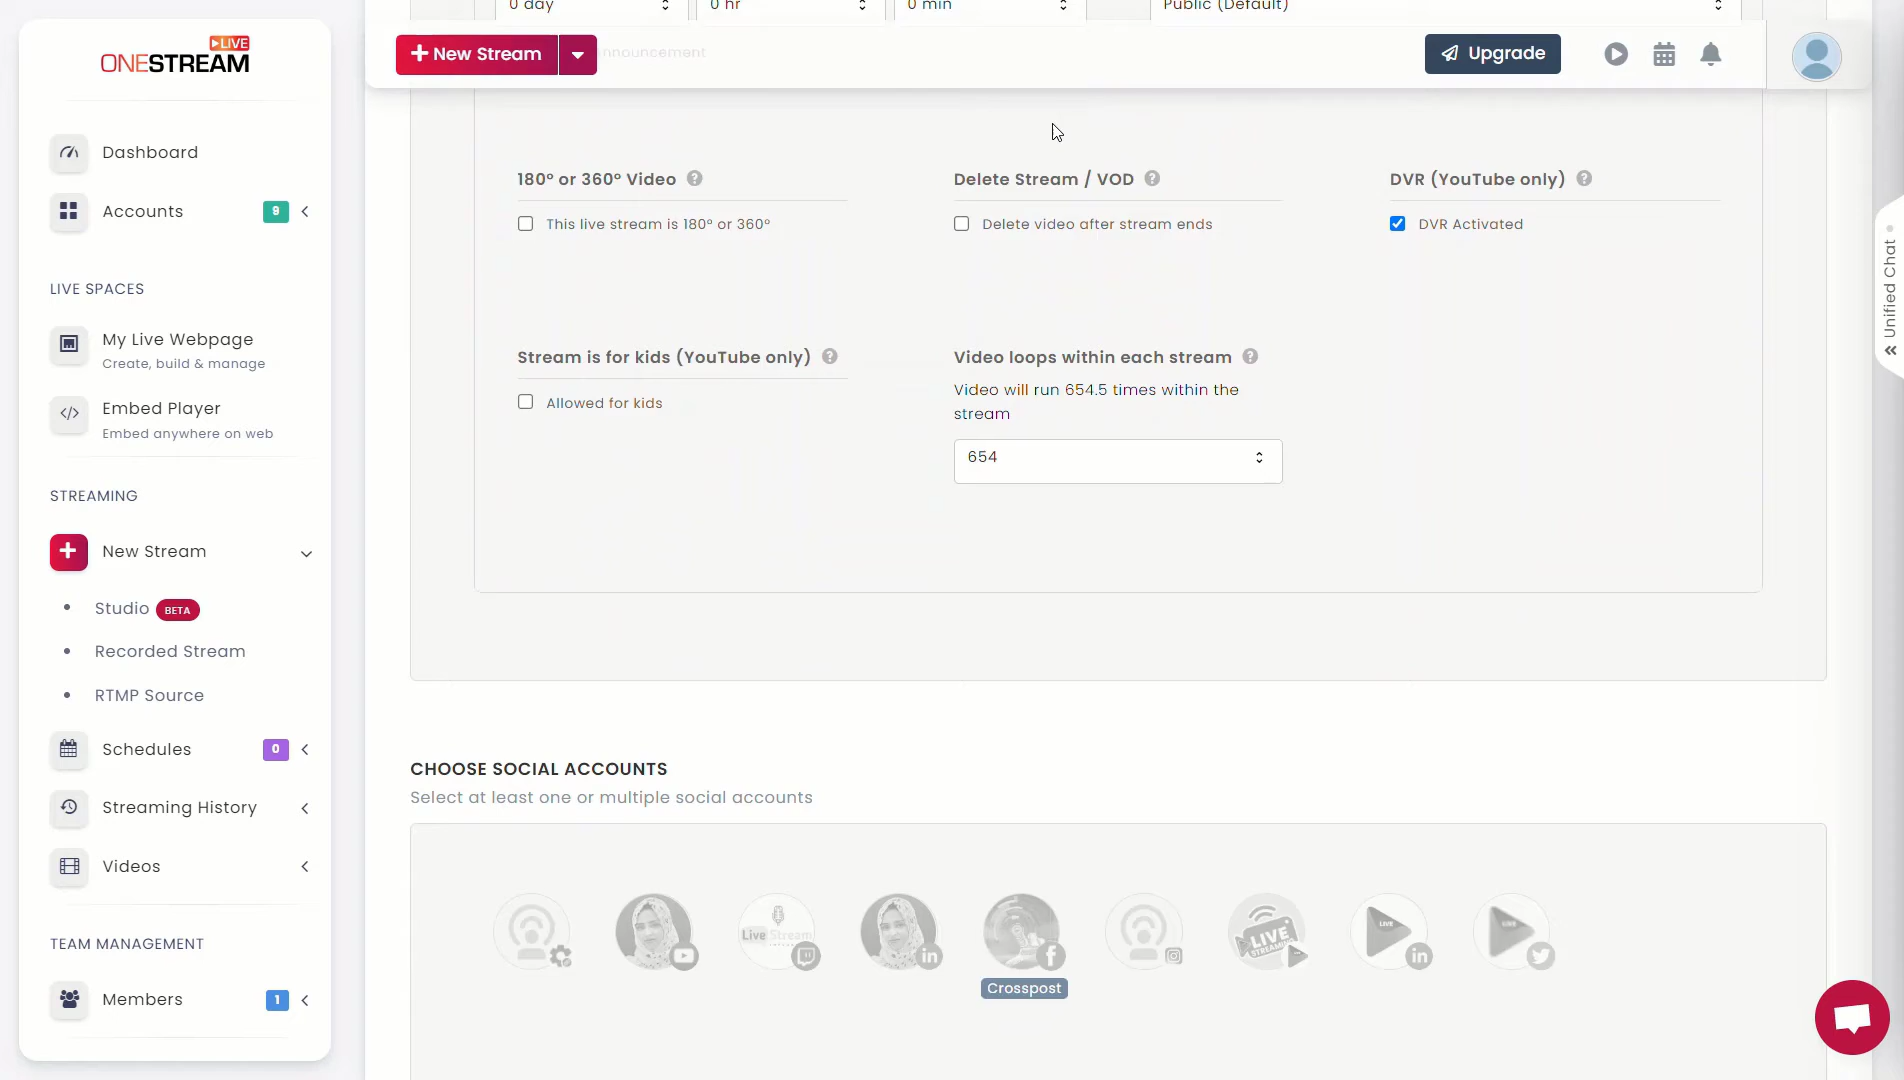 0 day
0 hr
0 min
Public (Default)
LIVE
ONESTREAM
New Stream
nnouncement
Upgrade
Dashboard
Accounts
9
LIVE SPACES
My Live Webpage
Create, build & manage
Embed Player
Embed anywhere on web
STREAMING
New Stream
Studio BETA
Recorded Stream
RTMP Source
Schedules
0
Streaming History
Videos
TEAM MANAGEMENT
Members
1
180° or 360° Video
This live stream is 180° or 360°
Delete Stream / VOD
Delete video after stream ends
DVR (YouTube only)
DVR Activated
Stream is for kids (YouTube only)
Allowed for kids
Video loops within each stream
Video will run 654.5 times within the
stream
654
Unified Chat
CHOOSE SOCIAL ACCOUNTS
Select at least one or multiple social accounts
Live Stream
LIVE
LIVE
Crosspost